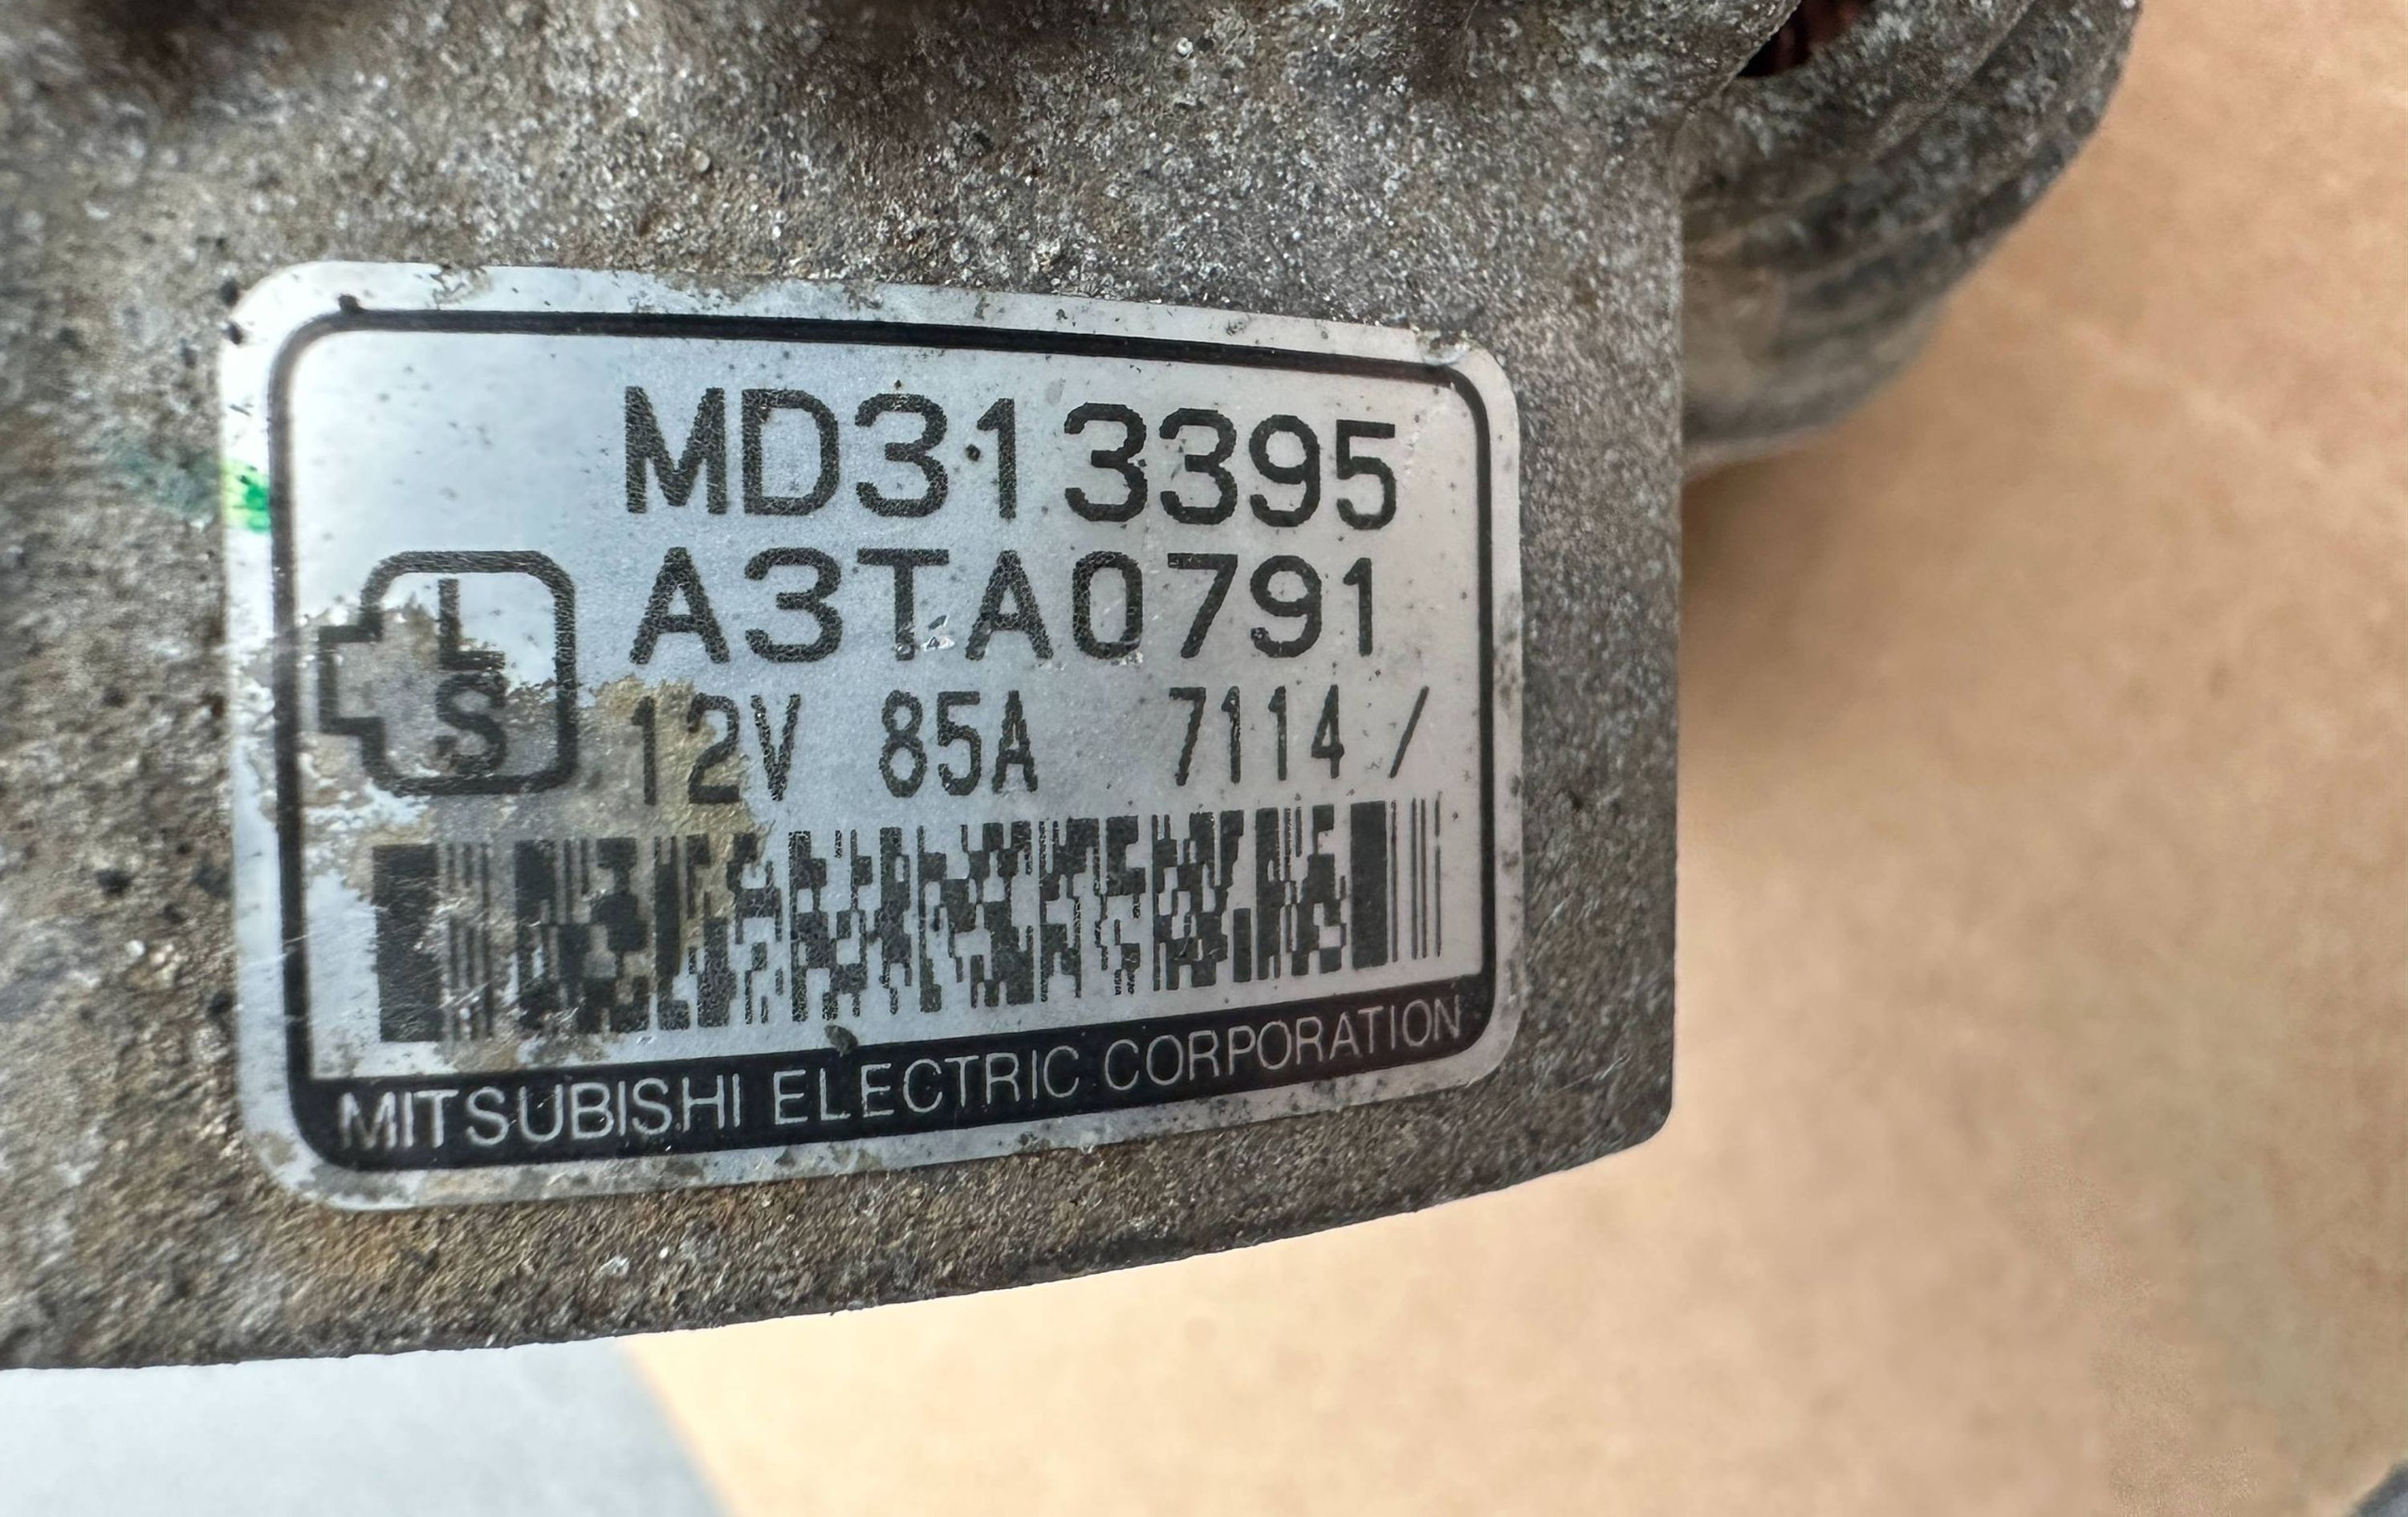 MD313395
A3TA0791
L
S
12V 85A 7114 /
MITSUBISHI ELECTRIC CORPORATION